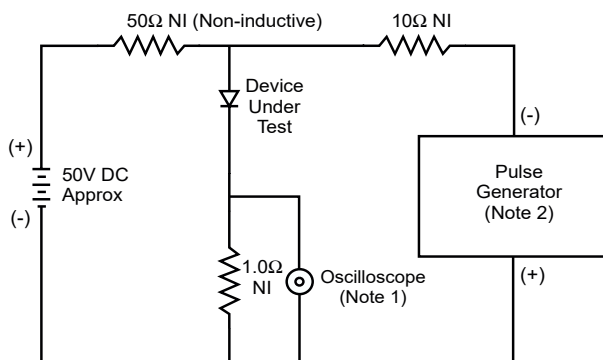 50Ω NI (Non-inductive)
10Ω NI
Device
Under
Test
(-)
(+)
50V DC
Approx
(-)
Pulse
Generator
(Note 2)
1.0Ω
NI
Oscilloscope
(Note 1)
(+)